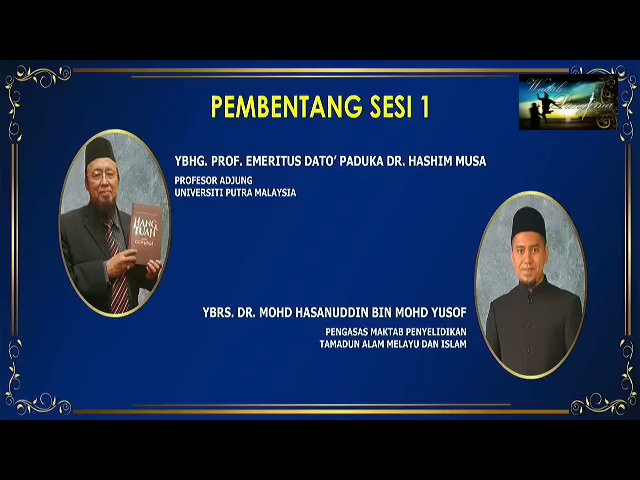 PEMBENTANG SESI 1
YBHG. PROF. EMERITUS DATO' PADUKA DR. HASHIM MUSA
PROFESOR ADJUNG
UNIVERSITI PUTRA MALAYSIA
HANG
TUAH
YBRS. DR. MOHD HASANUDDIN BIN MOHD YUSOF
PENGASAS MAKTAB PENYELIDIKAN
TAMADUN ALAM MELAYU DAN ISLAM